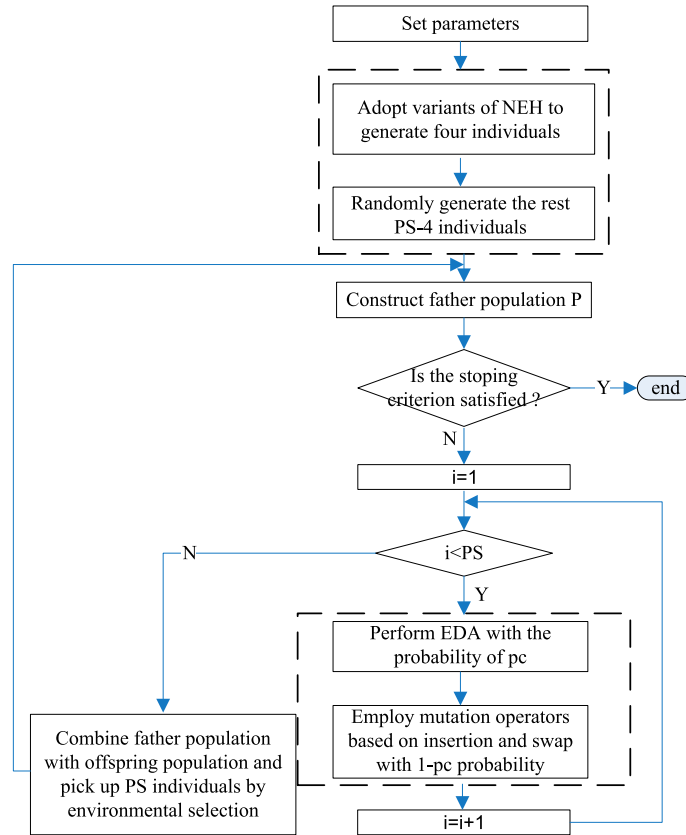 Set parameters
Adopt variants of NEH to
generate four individuals
Randomly generate the rest
PS-4 individuals
Construct father population P
Is the stoping
criterion satisfied ?
Y
end
N
i=1
i<PS
N
Y
Perform EDA with the
probability of pc
Employ mutation operators
based on insertion and swap
with 1-pc probability
Combine father population
with offspring population and
pick up PS individuals by
environmental selection
i=i+1